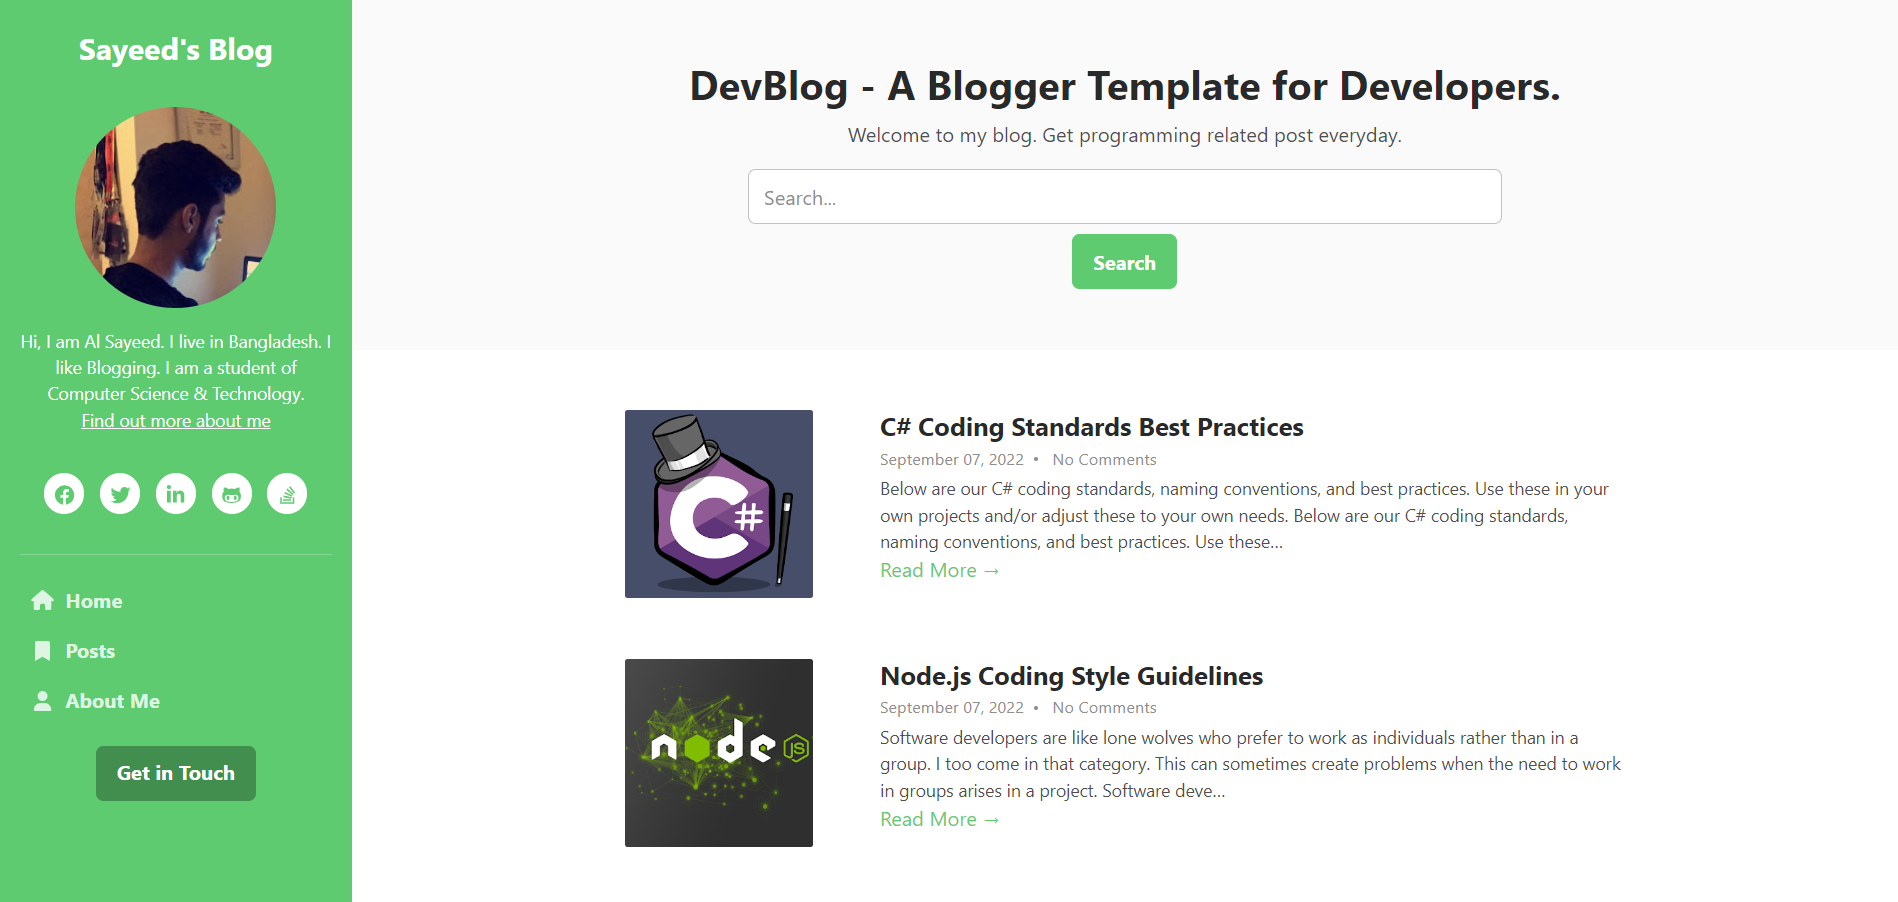 Sayeed's Blog
Hi, I am Al Sayeed. I live in Bangladesh. I
like Blogging. I am a student of
Computer Science & Technology.
Find out more about me
Home
Posts
About Me
Get in Touch
DevBlog - A Blogger Template for Developers.
Welcome to my blog. Get programming related post everyday.
Search...
Search
C#
C# Coding Standards Best Practices
September 07, 2022 • No Comments
Below are our C# coding standards, naming conventions, and best practices. Use these in your
own projects and/or adjust these to your own needs. Below are our C# coding standards,
naming conventions, and best practices. Use these...
Read More →
node JS
Node.js Coding Style Guidelines
September 07, 2022 • No Comments
Software developers are like lone wolves who prefer to work as individuals rather than in a
group. I too come in that category. This can sometimes create problems when the need to work
in groups arises in a project. Software deve...
Read More →